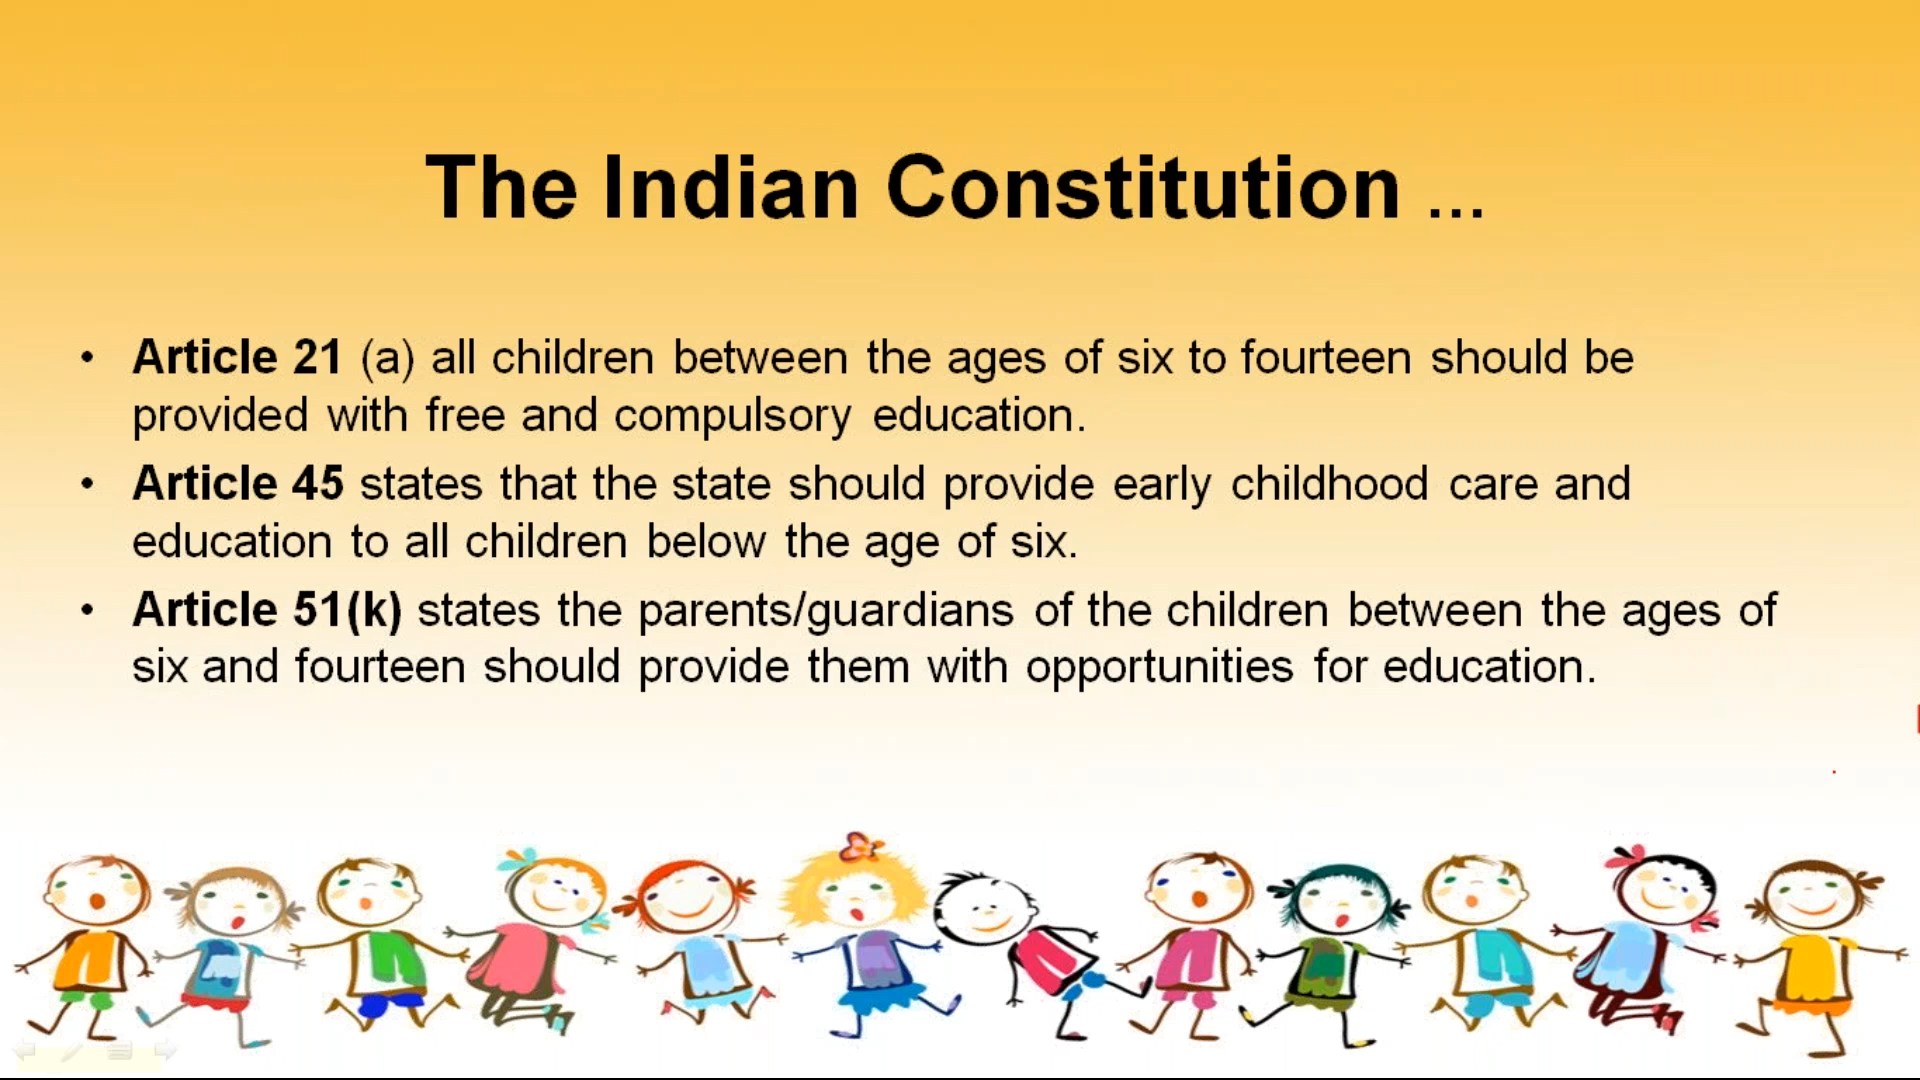 The Indian Constitution ...
• Article 21 (a) all children between the ages of six to fourteen should be
provided with free and compulsory education.
• Article 45 states that the state should provide early childhood care and
education to all children below the age of six.
• Article 51(k) states the parents/guardians of the children between the ages of
six and fourteen should provide them with opportunities for education.